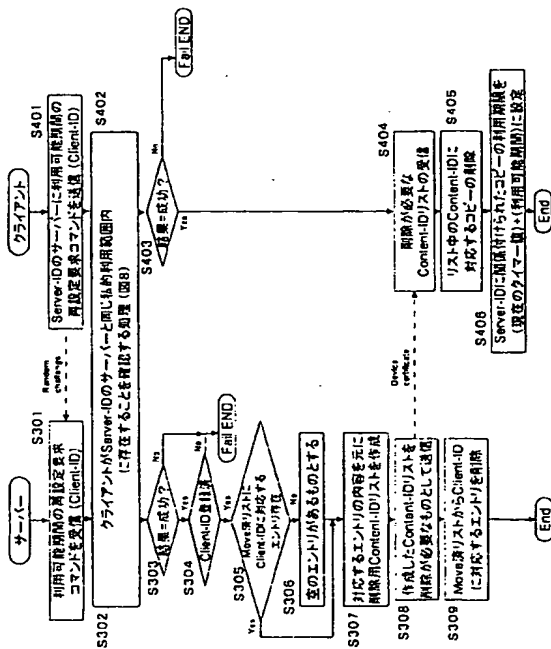 サーバー
S301
利用可能期間の再設定要求
コマンドを受信 (Client-ID)
Random
challenge
クライアント
S401
Server-IDのサーバーに利用可能期間の
再設定要求コマンドを送信 (Client-ID)
S302
クライアントがServer-IDのサーバーと同じ私的利用範囲内
に存在することを確認する処理 (図8)
S402
S303
結果=成功?
No
Yes
S304
Client-ID登録済
No
Fail END
Yes
S305
Move済リストに
Client-IDに対応する
エントリ存在
Yes
No
S306
空のエントリがあるものとする
S307
対応するエントリの内容を元に
削除用Content-IDリストを作成
S308
作成したContent-IDリストを
削除が必要なものとして送信
S309
Move済リストからClient-ID
に対応するエントリを削除
End
S403
結果=成功?
No
Fail END
Yes
Device
certificate
S404
削除が必要な
Content-IDリストの受信
S405
リスト中のContent-IDに
対応するコピーの削除
S406
Server-IDに関係付けられたコピーの利用期限を
(現在のタイマー値)+(利用可能期間)に設定
End